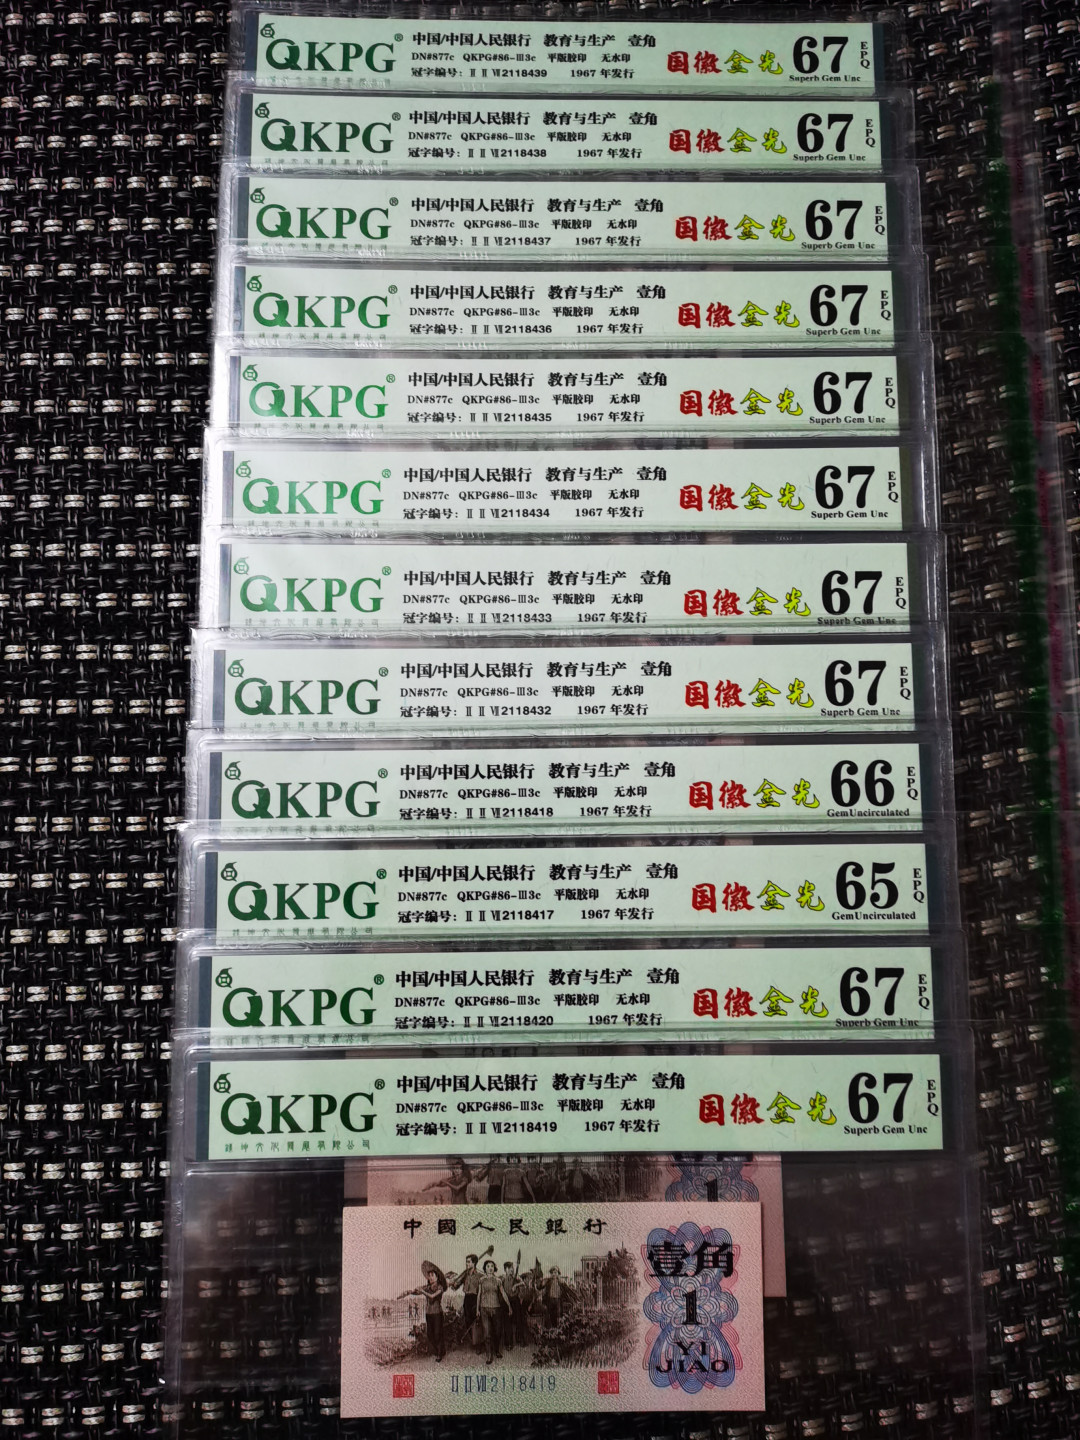 QKPG® 中国/中国人民银行 教育与生产 壹角
DN#877c QKPG#86-Ⅲ3c 平版胶印 无水印
冠字编号: Ⅱ Ⅱ Ⅶ2118439 1967 年发行
国徽金光 67 EPQ
Superb Gem Unc
QKPG® 中国/中国人民银行 教育与生产 壹角
DN#877c QKPG#86-Ⅲ3c 平版胶印 无水印
冠字编号: Ⅱ Ⅱ Ⅶ2118438 1967 年发行
国徽金光 67 EPQ
Superb Gem Unc
QKPG® 中国/中国人民银行 教育与生产 壹角
DN#877c QKPG#86-Ⅲ3c 平版胶印 无水印
冠字编号: Ⅱ Ⅱ Ⅶ2118437 1967 年发行
国徽金光 67 EPQ
Superb Gem Unc
QKPG® 中国/中国人民银行 教育与生产 壹角
DN#877c QKPG#86-Ⅲ3c 平版胶印 无水印
冠字编号: Ⅱ Ⅱ Ⅶ2118436 1967 年发行
国徽金光 67 EPQ
Superb Gem Unc
QKPG® 中国/中国人民银行 教育与生产 壹角
DN#877c QKPG#86-Ⅲ3c 平版胶印 无水印
冠字编号: Ⅱ Ⅱ Ⅶ2118435 1967 年发行
国徽金光 67 EPQ
Superb Gem Unc
QKPG® 中国/中国人民银行 教育与生产 壹角
DN#877c QKPG#86-Ⅲ3c 平版胶印 无水印
冠字编号: Ⅱ Ⅱ Ⅶ2118434 1967 年发行
国徽金光 67 EPQ
Superb Gem Unc
QKPG® 中国/中国人民银行 教育与生产 壹角
DN#877c QKPG#86-Ⅲ3c 平版胶印 无水印
冠字编号: Ⅱ Ⅱ Ⅶ2118433 1967 年发行
国徽金光 67 EPQ
Superb Gem Unc
QKPG® 中国/中国人民银行 教育与生产 壹角
DN#877c QKPG#86-Ⅲ3c 平版胶印 无水印
冠字编号: Ⅱ Ⅱ Ⅶ2118432 1967 年发行
国徽金光 67 EPQ
Superb Gem Unc
QKPG® 中国/中国人民银行 教育与生产 壹角
DN#877c QKPG#86-Ⅲ3c 平版胶印 无水印
冠字编号: Ⅱ Ⅱ Ⅶ2118418 1967 年发行
国徽金光 66 EPQ
Gem Uncirculated
QKPG® 中国/中国人民银行 教育与生产 壹角
DN#877c QKPG#86-Ⅲ3c 平版胶印 无水印
冠字编号: Ⅱ Ⅱ Ⅶ2118417 1967 年发行
国徽金光 65 EPQ
Gem Uncirculated
QKPG® 中国/中国人民银行 教育与生产 壹角
DN#877c QKPG#86-Ⅲ3c 平版胶印 无水印
冠字编号: Ⅱ Ⅱ Ⅶ2118420 1967 年发行
国徽金光 67 EPQ
Superb Gem Unc
QKPG® 中国/中国人民银行 教育与生产 壹角
DN#877c QKPG#86-Ⅲ3c 平版胶印 无水印
冠字编号: Ⅱ Ⅱ Ⅶ2118419 1967 年发行
国徽金光 67 EPQ
Superb Gem Unc
1
中國人民銀行
壹角
1
YI
JIAO
ⅡⅡⅦ2118419